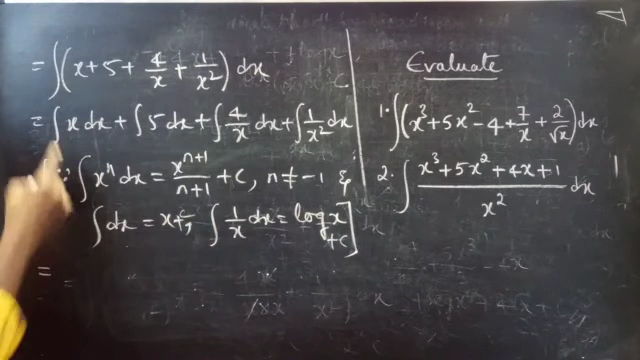 = ∫(x + 5 + 4/x + 1/x²) dx
= ∫ x dx + ∫ 5 dx + ∫ 4/x dx + ∫ 1/x² dx
∵ ∫ xⁿ dx = xⁿ⁺¹/n+1 + c, n ≠ -1 &
∫ dx = x + c, ∫ 1/x dx = log x + c]
=
Evaluate
1. ∫(x³ + 5x² - 4 + 7/x + 2/√x) dx
2. ∫ x³ + 5x² + 4x + 1 / x² dx